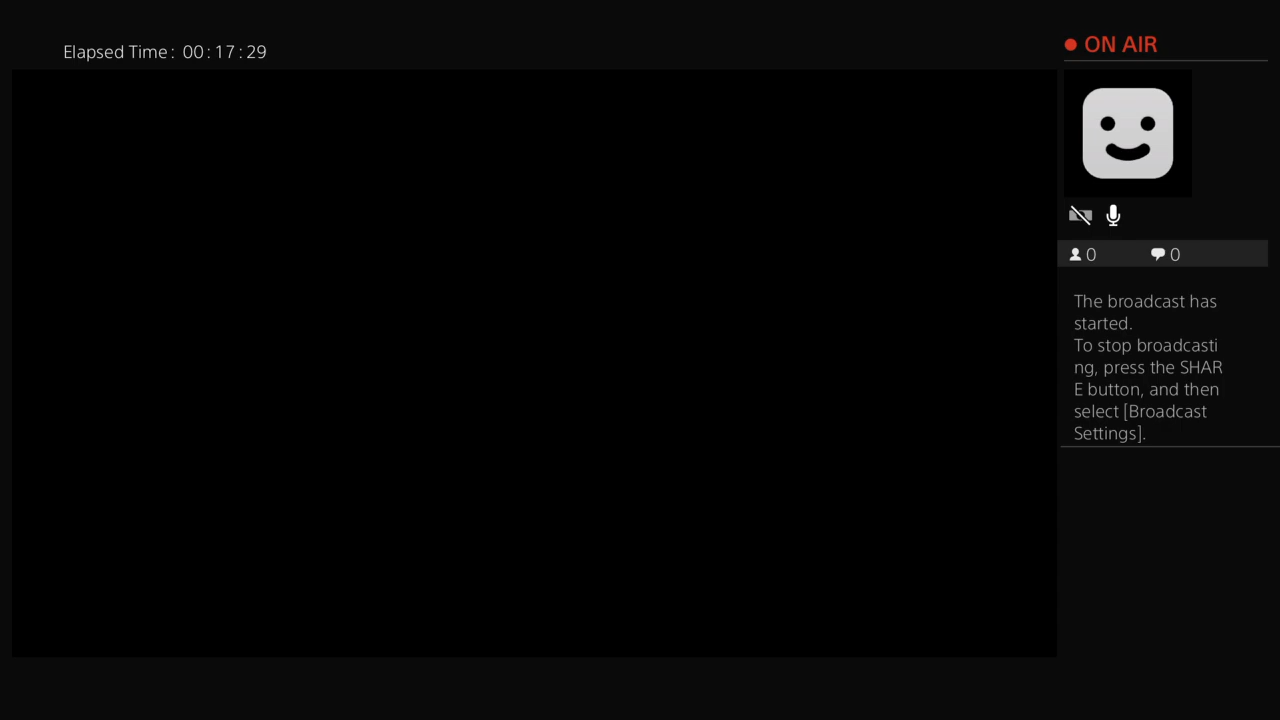 Elapsed Time: 00:17:29
ON AIR
0 0
The broadcast has
started.
To stop broadcasti
ng, press the SHAR
E button, and then
select [Broadcast
Settings].